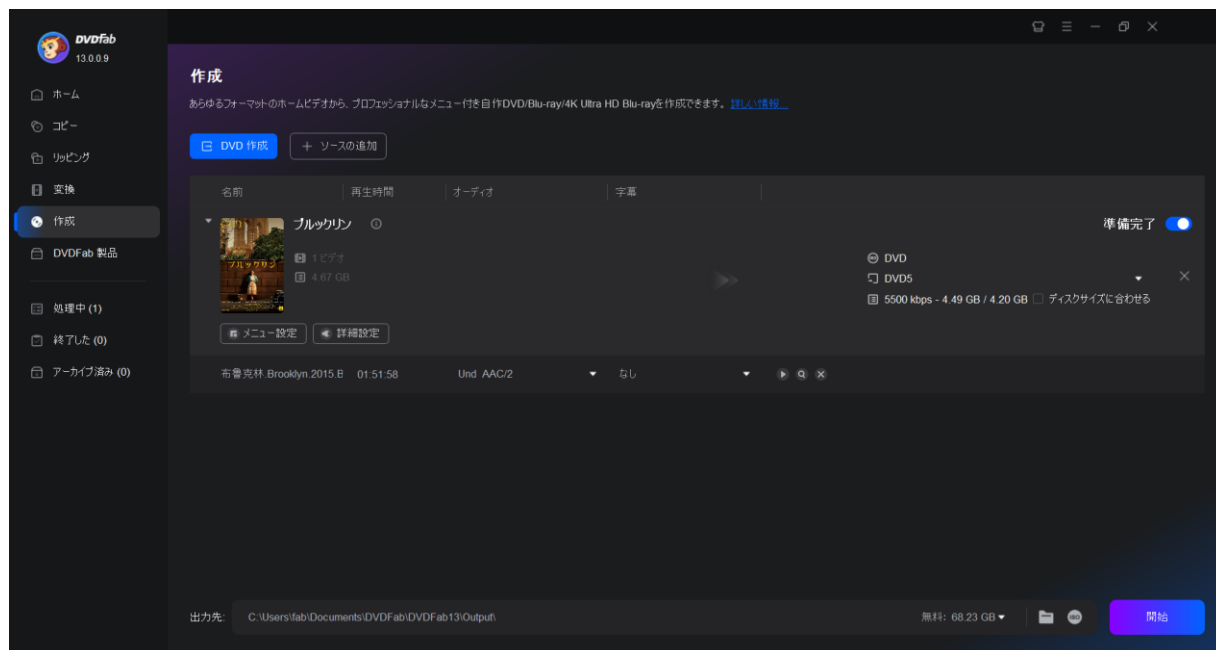 DVDFab
13.0.0.9
ホーム
コピー
リッピング
変換
作成
DVDFab 製品
処理中 (1)
終了した (0)
アーカイブ済み (0)
作成
あらゆるフォーマットのホームビデオから、プロフェッショナルなメニュー付き自作DVD/Blu-ray/4K Ultra HD Blu-rayを作成できます。 詳しい情報...
DVD 作成
ソースの追加
名前 再生時間 オーディオ 字幕
ブルックリン
準備完了
ブルックリン
1 ビデオ
4.67 GB
DVD
DVD5
5500 kbps - 4.49 GB / 4.20 GB ディスクサイズに合わせる
メニュー設定 詳細設定
布魯克林.Brooklyn.2015.B 01:51:58 Und AAC/2 なし
出力先: C:\Users\fab\Documents\DVDFab\DVDFab13\Output\ 無料: 68.23 GB
ISO
開始